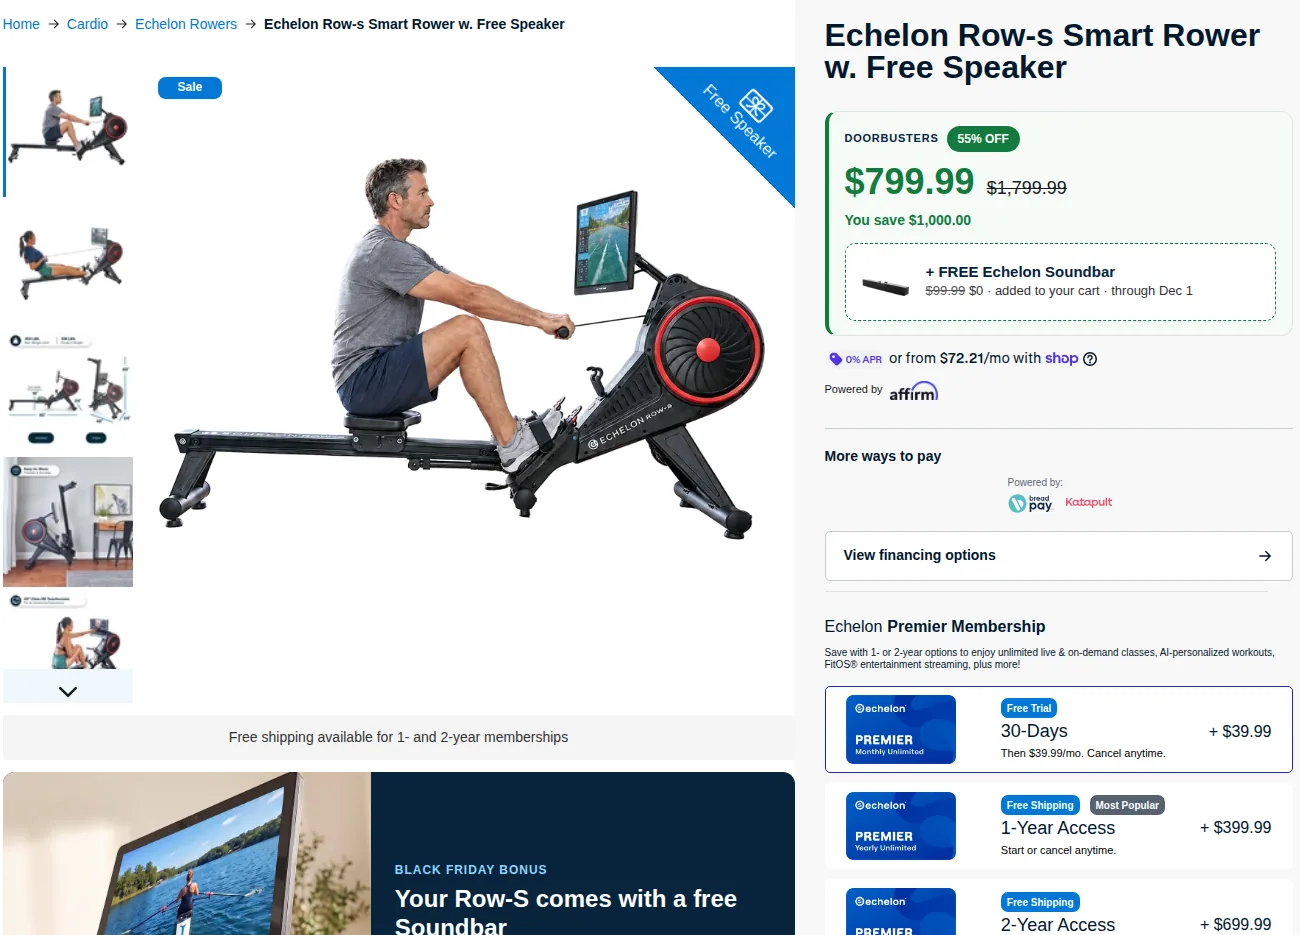 Home → Cardio → Echelon Rowers → Echelon Row-s Smart Rower w. Free Speaker
Sale
Free Speaker
ECHELON ROW-S
Free shipping available for 1- and 2-year memberships
BLACK FRIDAY BONUS
Your Row-S comes with a free
Soundbar
Echelon Row-s Smart Rower
w. Free Speaker
DOORBUSTERS 55% OFF
$799.99 $1,799.99
You save $1,000.00
+ FREE Echelon Soundbar
$99.99 $0 · added to your cart · through Dec 1
0% APR or from $72.21/mo with shop
Powered by affirm
More ways to pay
Powered by:
bread pay Katapult
View financing options
Echelon Premier Membership
Save with 1- or 2-year options to enjoy unlimited live & on-demand classes, AI-personalized workouts,
FitOS® entertainment streaming, plus more!
echelon
PREMIER
Monthly Unlimited
Free Trial
30-Days + $39.99
Then $39.99/mo. Cancel anytime.
echelon
PREMIER
Yearly Unlimited
Free Shipping Most Popular
1-Year Access + $399.99
Start or cancel anytime.
echelon
PREMIER
Free Shipping
2-Year Access + $699.99